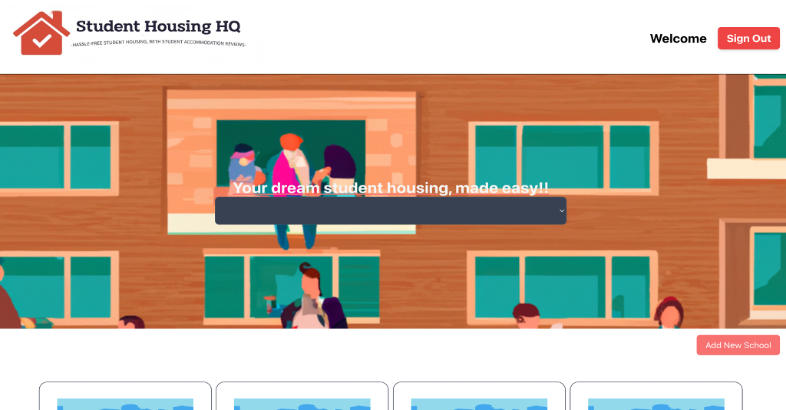 Student Housing HQ
HASSLE-FREE STUDENT HOUSING, WITH STUDENT ACCOMMODATION REVIEWS.
Welcome
Sign Out
Your dream student housing, made easy!!
Add New School